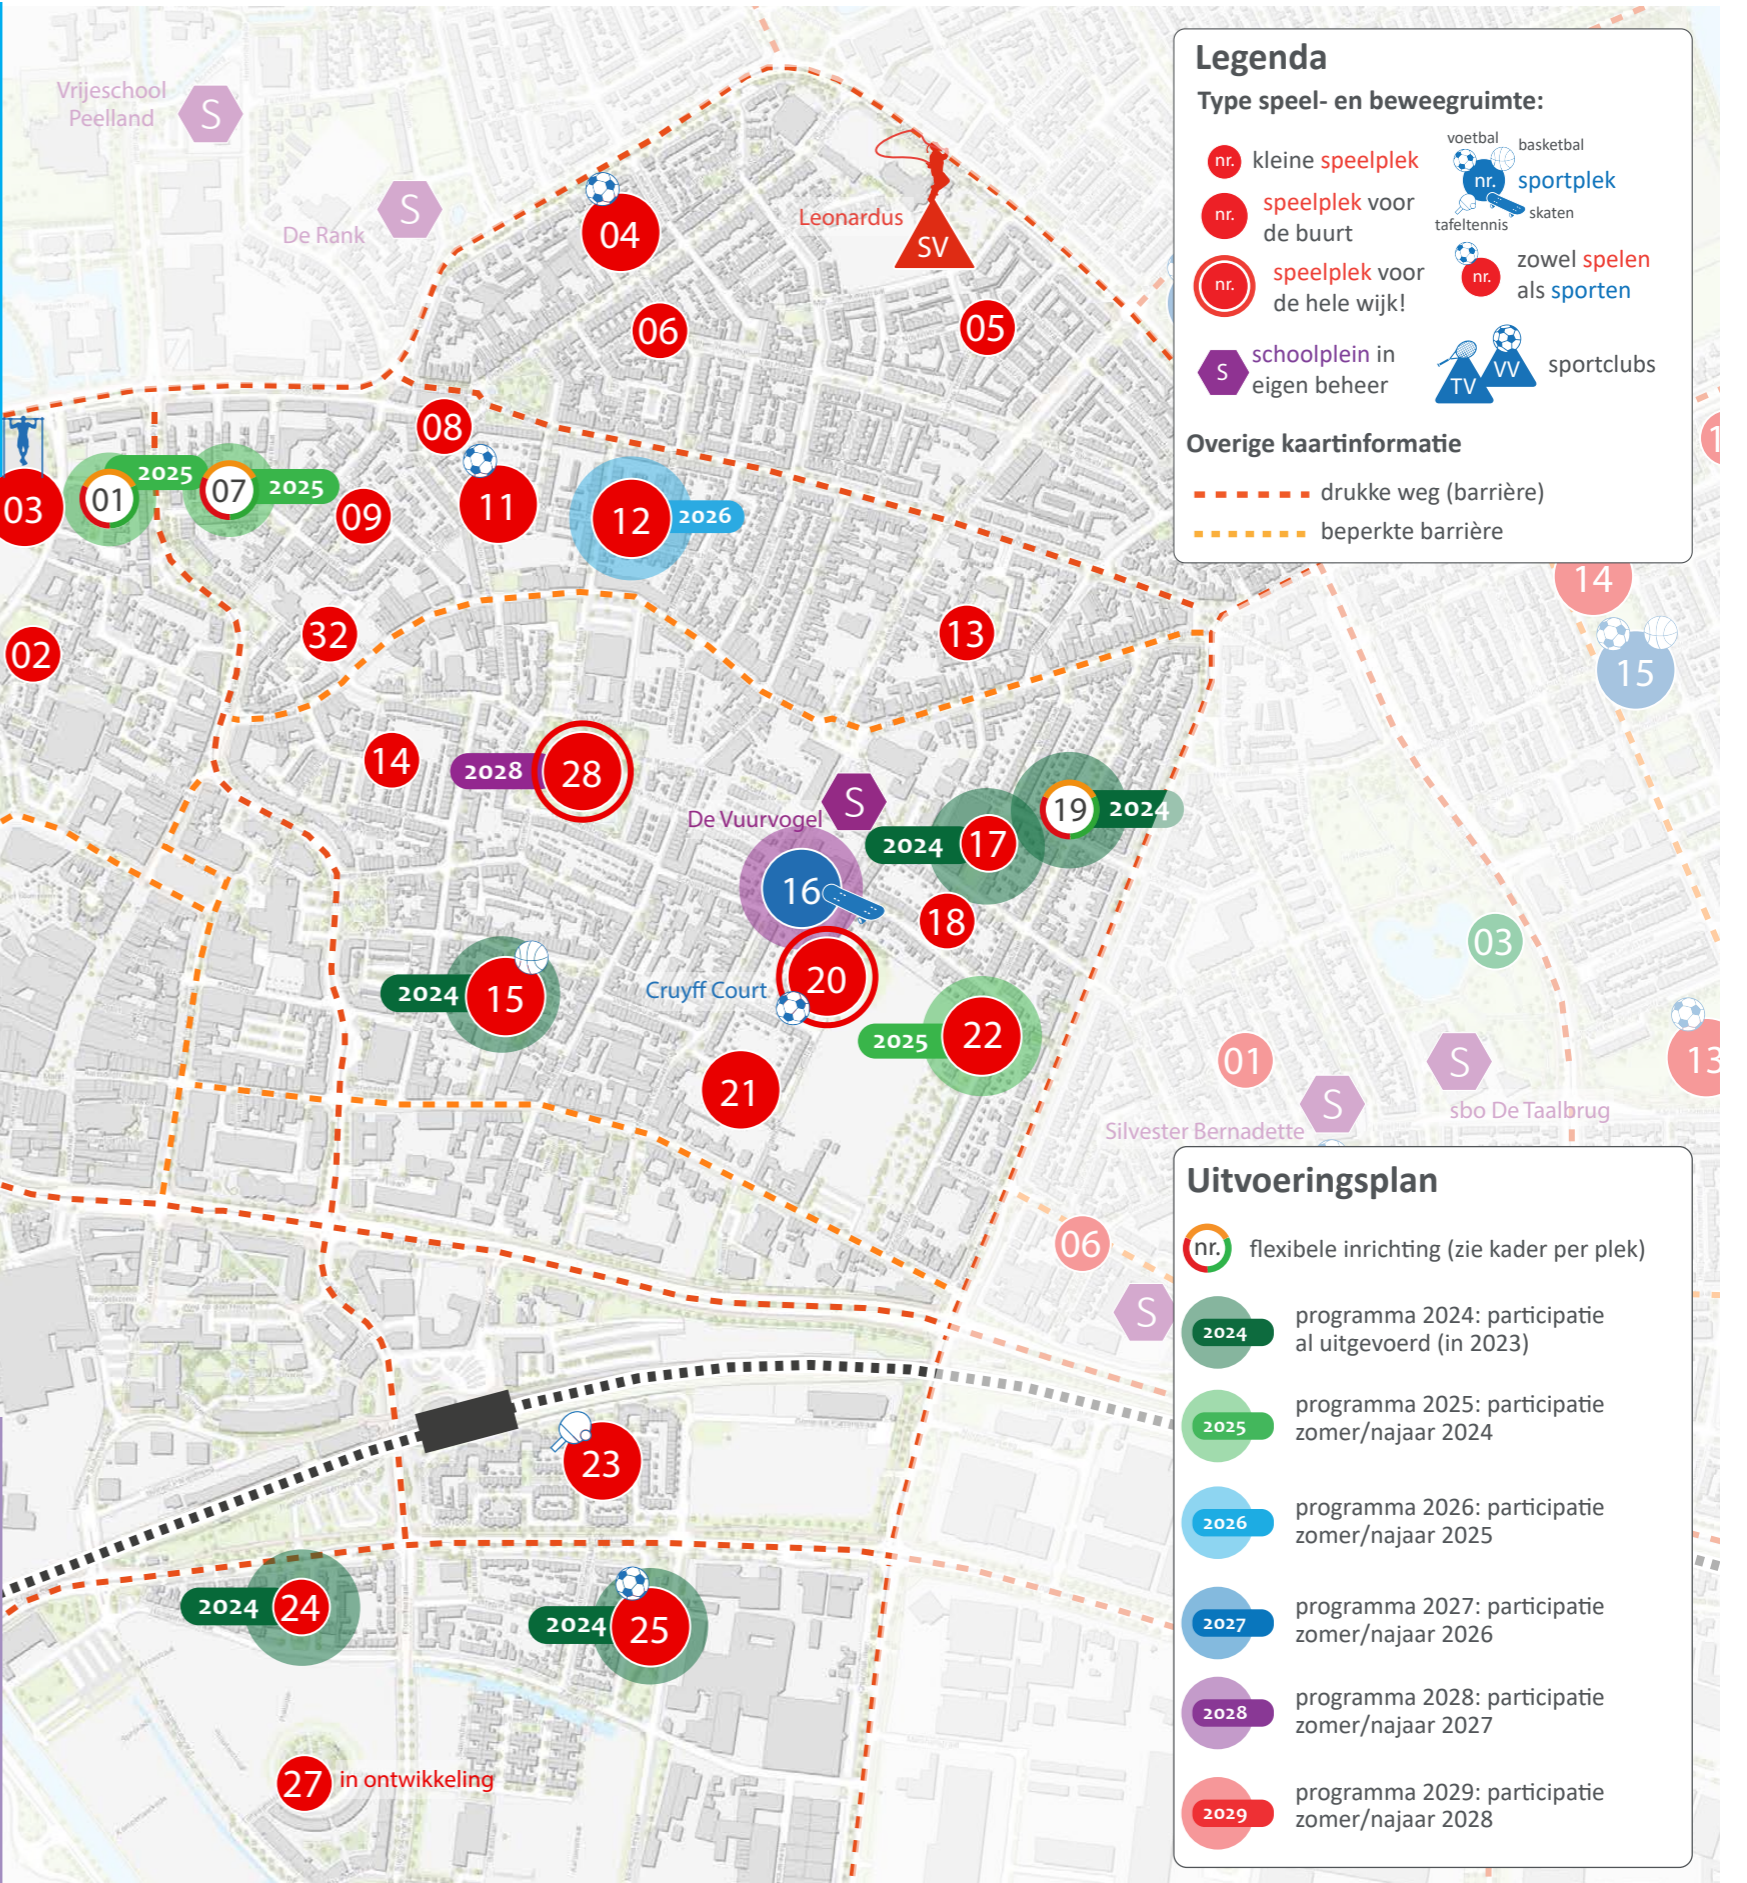 Vrijeschool
Peelland
S
De Rank
S
04
Leonardus
SV
06
05
08
03
01
2025
07
2025
09
11
12
2026
02
32
13
14
2028
28
De Vuurvogel
S
2024
17
19
2024
16
18
2024
15
Cruyff Court
20
2025
22
21
23
2024
24
2024
25
27
in ontwikkeling
14
15
03
01
S
sbo De Taalbrug
13
S
Silvester Bernadette
06
S
Legenda
Type speel- en beweegruimte:
nr.
kleine speelplek
nr.
speelplek voor
de buurt
nr.
speelplek voor
de hele wijk!
S
schoolplein in
eigen beheer
voetbal
basketbal
nr.
sportplek
skaten
tafeltennis
nr.
zowel spelen
als sporten
TV
VV
sportclubs
Overige kaartinformatie
drukke weg (barrière)
beperkte barrière
Uitvoeringsplan
nr.
flexibele inrichting (zie kader per plek)
2024
programma 2024: participatie
al uitgevoerd (in 2023)
2025
programma 2025: participatie
zomer/najaar 2024
2026
programma 2026: participatie
zomer/najaar 2025
2027
programma 2027: participatie
zomer/najaar 2026
2028
programma 2028: participatie
zomer/najaar 2027
2029
programma 2029: participatie
zomer/najaar 2028